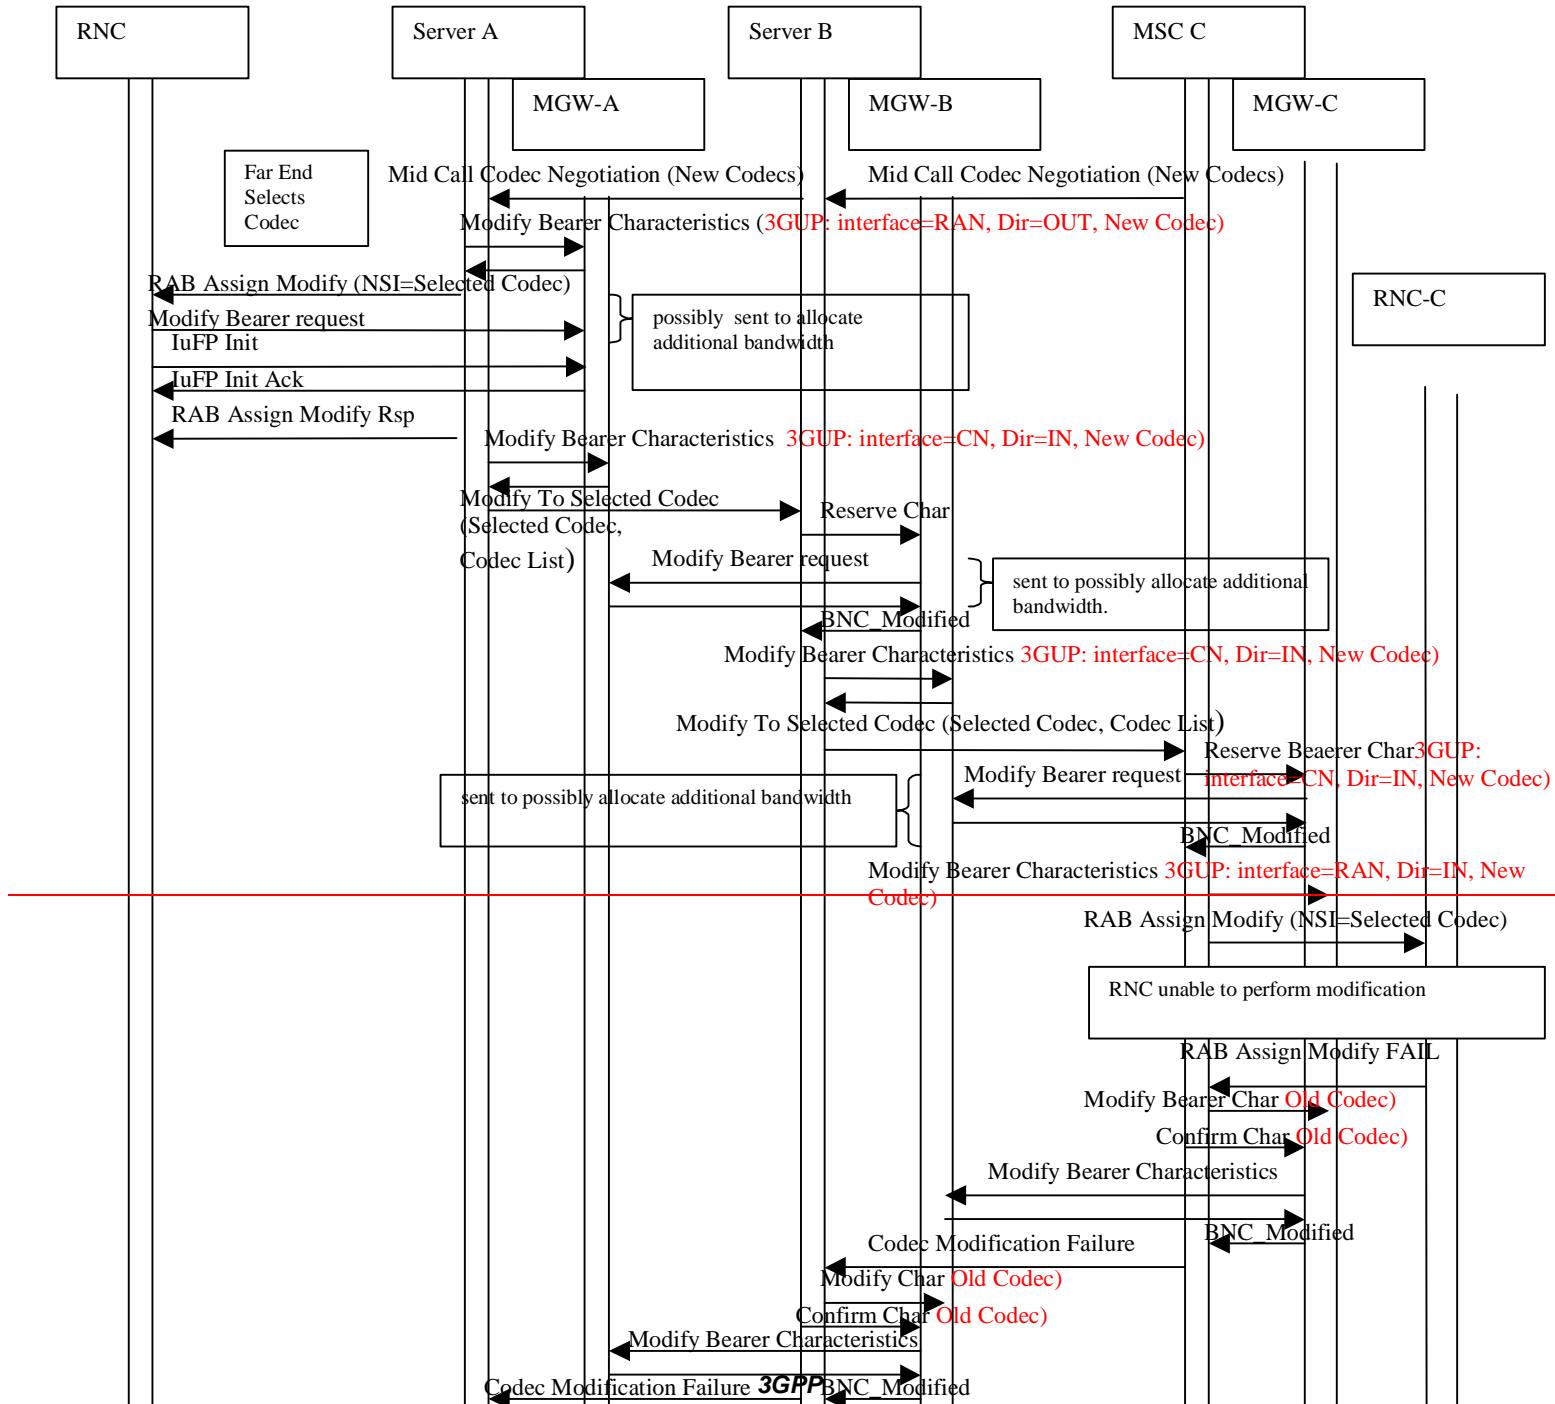 RNC
Server A
Server B
MSC C
MGW-A
MGW-B
MGW-C
Far End
Selects
Codec
Mid Call Codec Negotiation (New Codecs)
Mid Call Codec Negotiation (New Codecs)
Modify Bearer Characteristics (3GUP: interface=RAN, Dir=OUT, New Codec)
RAB Assign Modify (NSI=Selected Codec)
RNC-C
Modify Bearer request
possibly sent to allocate
additional bandwidth
IuFP Init
IuFP Init Ack
RAB Assign Modify Rsp
Modify Bearer Characteristics 3GUP: interface=CN, Dir=IN, New Codec)
Modify To Selected Codec
(Selected Codec,
Codec List)
Reserve Char
Modify Bearer request
sent to possibly allocate additional
bandwidth.
BNC_Modified
Modify Bearer Characteristics 3GUP: interface=CN, Dir=IN, New Codec)
Modify To Selected Codec (Selected Codec, Codec List)
Reserve Beaerer Char3GUP:
interface=CN, Dir=IN, New Codec)
Modify Bearer request
sent to possibly allocate additional bandwidth
BNC_Modified
Modify Bearer Characteristics 3GUP: interface=RAN, Dir=IN, New
Codec)
RAB Assign Modify (NSI=Selected Codec)
RNC unable to perform modification
RAB Assign Modify FAIL
Modify Bearer Char Old Codec)
Confirm Char Old Codec)
Modify Bearer Characteristics
BNC_Modified
Codec Modification Failure
Modify Char Old Codec)
Confirm Char Old Codec)
Modify Bearer Characteristics
Codec Modification Failure
3GPP
BNC_Modified